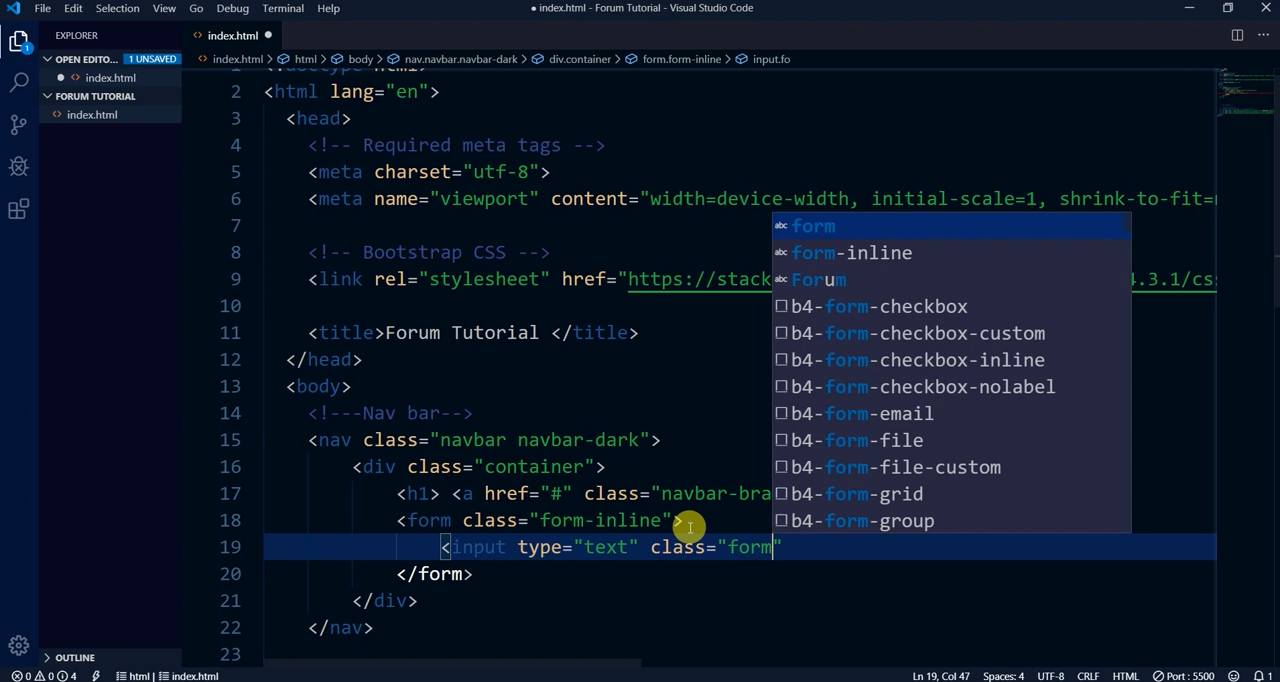 File Edit Selection View Go Debug Terminal Help
● index.html - Forum Tutorial - Visual Studio Code
EXPLORER
OPEN EDITO... 1 UNSAVED
● index.html
FORUM TUTORIAL
index.html
OUTLINE
index.html ●
index.html > html > body > nav.navbar.navbar-dark > div.container > form.form-inline > input.fo
2 <html lang="en">
3 <head>
4 <!-- Required meta tags -->
5 <meta charset="utf-8">
6 <meta name="viewport" content="width=device-width, initial-scale=1, shrink-to-fit=
7
8 <!-- Bootstrap CSS -->
9 <link rel="stylesheet" href="https://stack 4.3.1/cs
10
11 <title>Forum Tutorial </title>
12 </head>
13 <body>
14 <!---Nav bar-->
15 <nav class="navbar navbar-dark">
16 <div class="container">
17 <h1> <a href="#" class="navbar-bra
18 <form class="form-inline">
19 <input type="text" class="form"
20 </form>
21 </div>
22 </nav>
23
form
form-inline
Forum
b4-form-checkbox
b4-form-checkbox-custom
b4-form-checkbox-inline
b4-form-checkbox-nolabel
b4-form-email
b4-form-file
b4-form-file-custom
b4-form-grid
b4-form-group
0 0 4 html | index.html Ln 19, Col 47 Spaces: 4 UTF-8 CRLF HTML Port : 5500 1